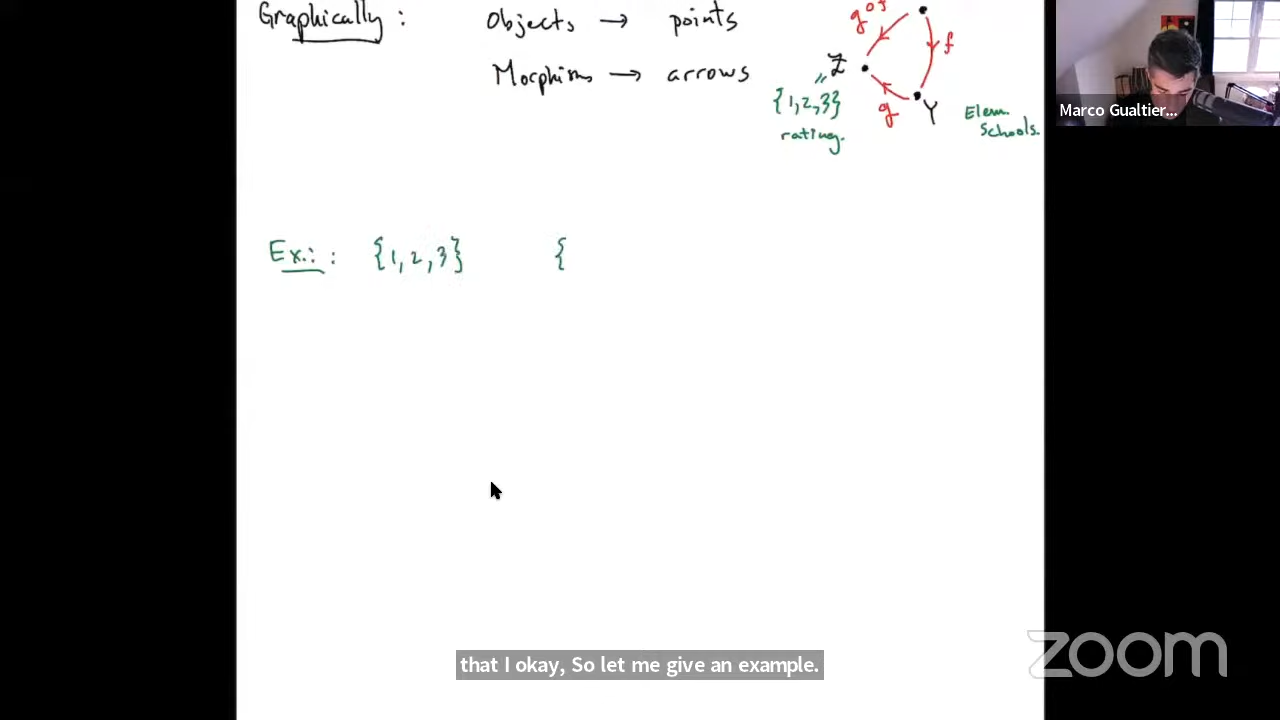 Graphically : Objects → points
Morphisms → arrows
g∘f
f
Z
g
Y
{1,2,3}
rating.
Elem.
Schools.
Marco Gualtier...
Ex.: : {1,2,3} {
that I okay, So let me give an example.
zoom